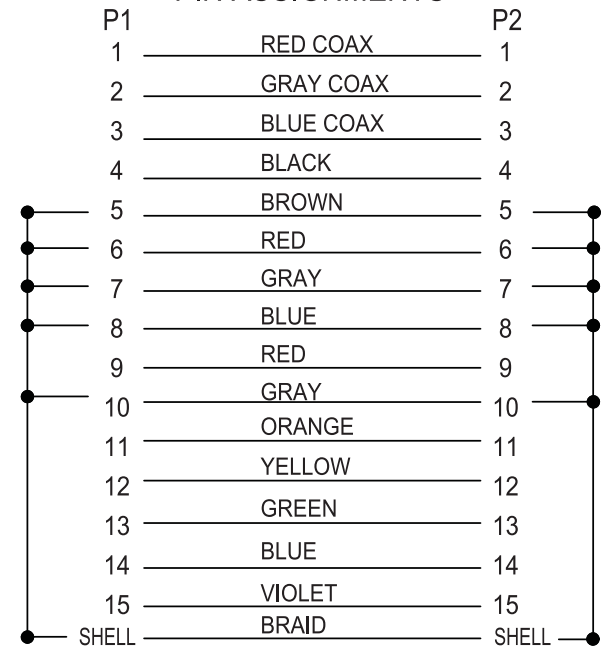 P1 P2
1 RED COAX 1
2 GRAY COAX 2
3 BLUE COAX 3
4 BLACK 4
5 BROWN 5
6 RED 6
7 GRAY 7
8 BLUE 8
9 RED 9
10 GRAY 10
11 ORANGE 11
12 YELLOW 12
13 GREEN 13
14 BLUE 14
15 VIOLET 15
SHELL BRAID SHELL